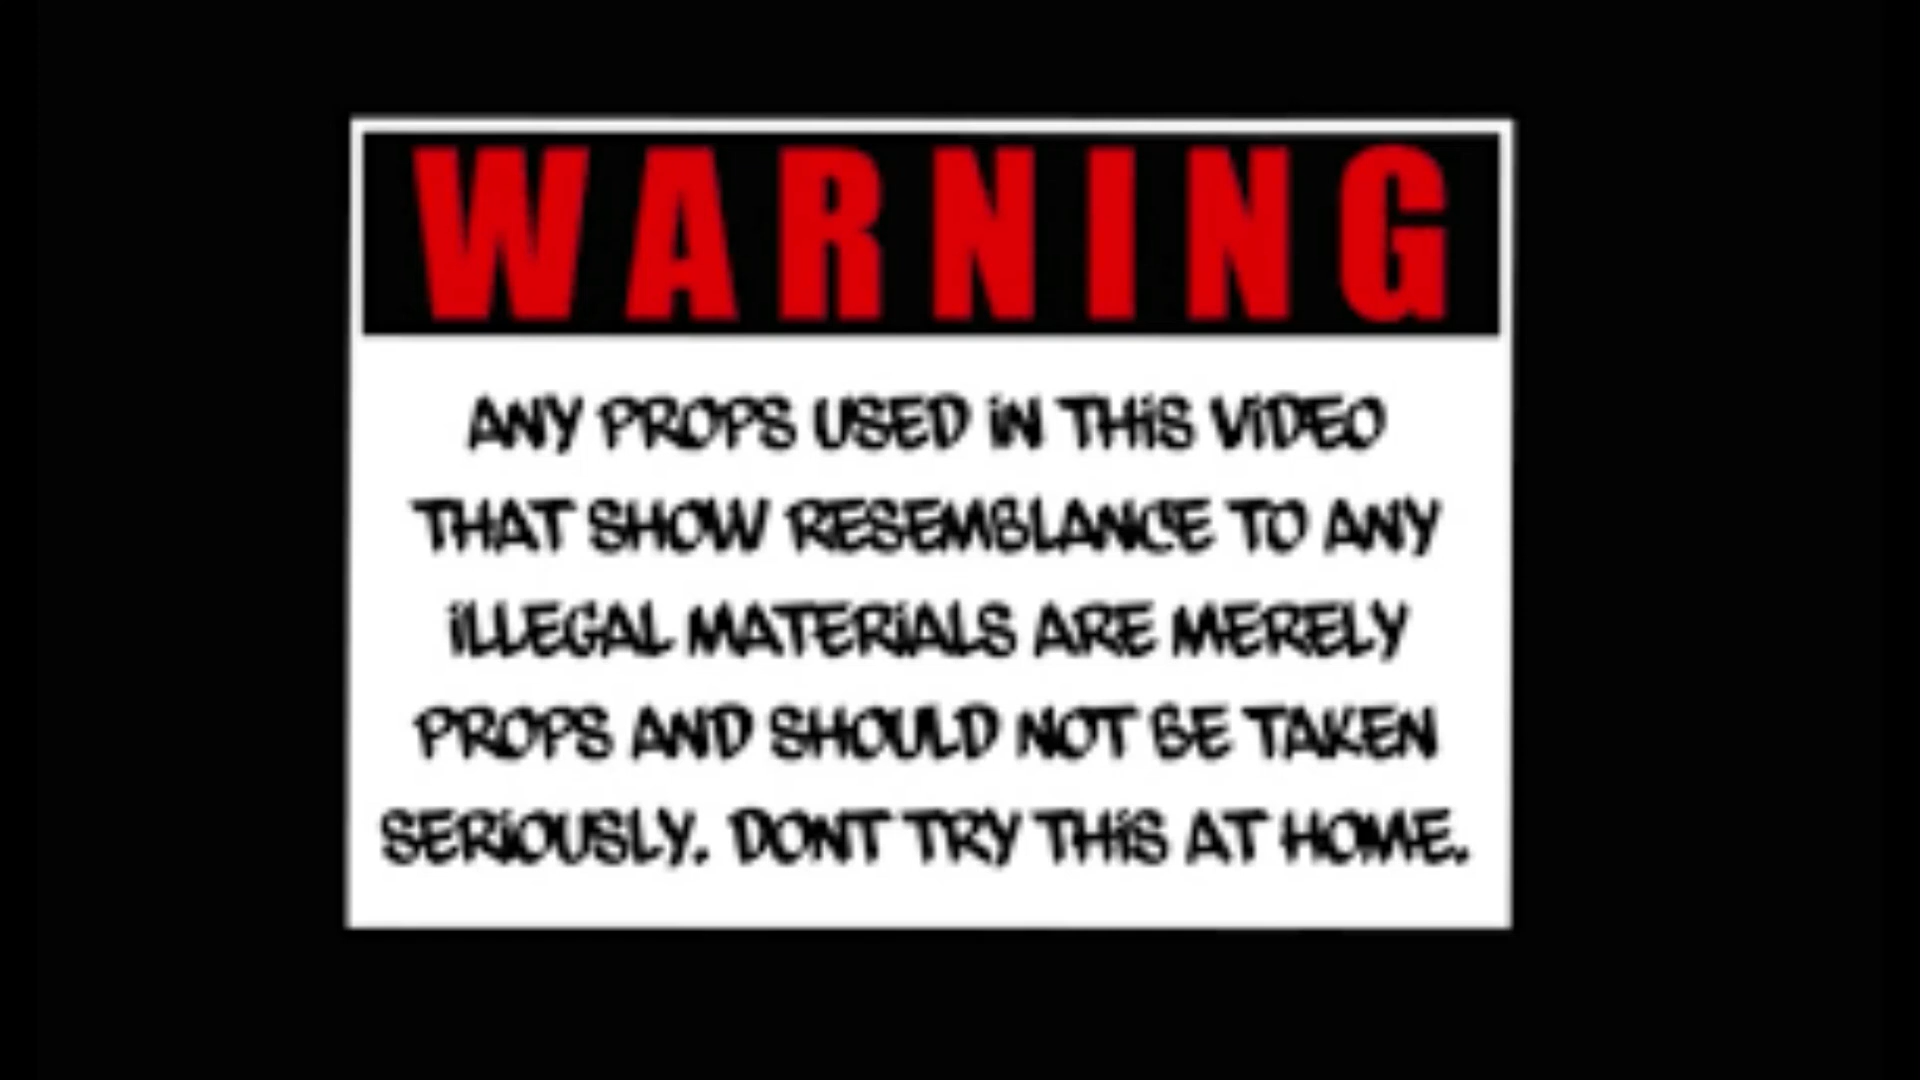 WARNING
ANY PROPS USED iN THiS ViDEO
THAT SHOW RESEMBLANCE TO ANY
iLLEGAL MATERiALS ARE MERELY
PROPS AND SHOULD NOT BE TAKEN
SERiOUSLY. DONT TRY THiS AT HOME.